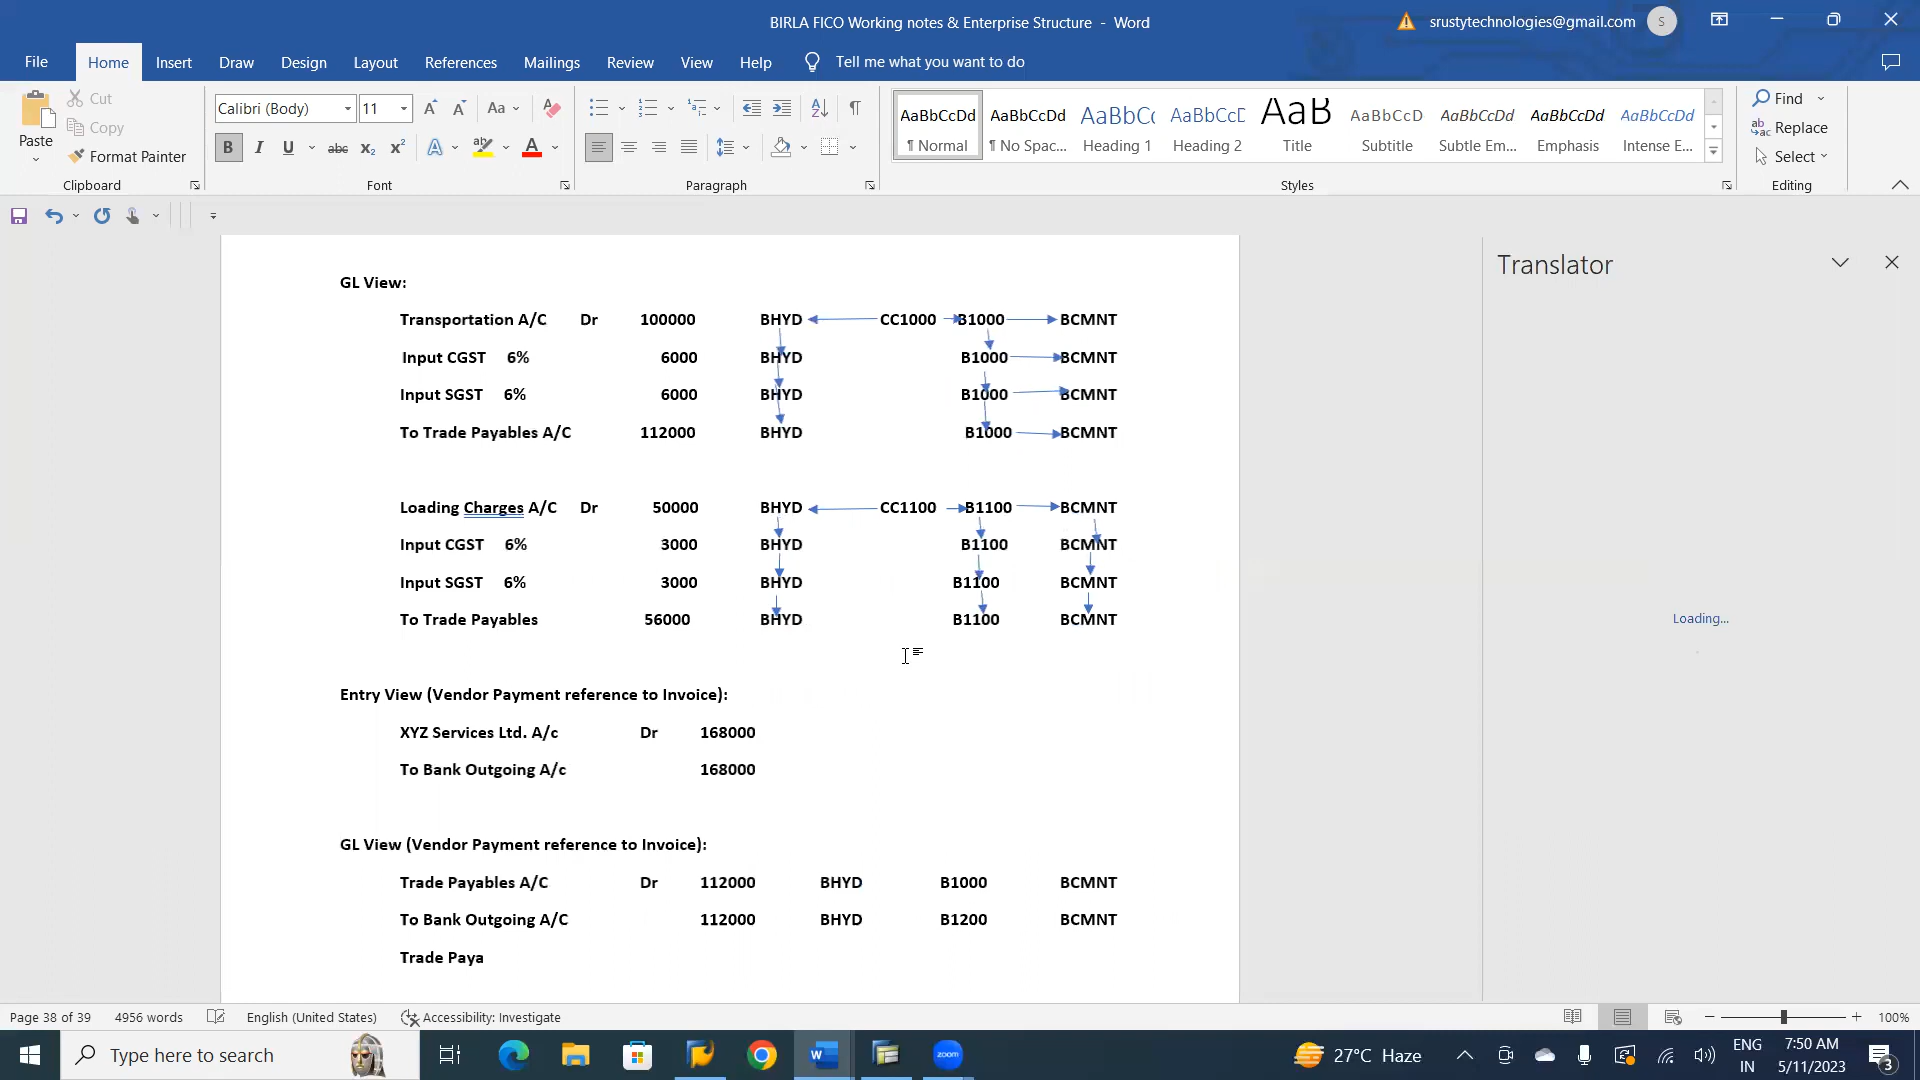 BIRLA FICO Working notes & Enterprise Structure - Word
srustytechnologies@gmail.com S
File Home Insert Draw Design Layout References Mailings Review View Help Tell me what you want to do
Paste
Cut
Copy
Format Painter
Clipboard
Calibri (Body) 11
Font
Paragraph
AaBbCcDd AaBbCcDd AaBbCc AaBbCcD AaB AaBbCcD AaBbCcDd AaBbCcDd AaBbCcDd
¶ Normal ¶ No Spac... Heading 1 Heading 2 Title Subtitle Subtle Em... Emphasis Intense E...
Styles
Find
Replace
Select
Editing
Translator
Loading...
GL View:
Transportation A/C Dr 100000 BHYD CC1000 B1000 BCMNT
Input CGST 6% 6000 BHYD B1000 BCMNT
Input SGST 6% 6000 BHYD B1000 BCMNT
To Trade Payables A/C 112000 BHYD B1000 BCMNT
Loading Charges A/C Dr 50000 BHYD CC1100 B1100 BCMNT
Input CGST 6% 3000 BHYD B1100 BCMNT
Input SGST 6% 3000 BHYD B1100 BCMNT
To Trade Payables 56000 BHYD B1100 BCMNT
Entry View (Vendor Payment reference to Invoice):
XYZ Services Ltd. A/c Dr 168000
To Bank Outgoing A/c 168000
GL View (Vendor Payment reference to Invoice):
Trade Payables A/C Dr 112000 BHYD B1000 BCMNT
To Bank Outgoing A/C 112000 BHYD B1200 BCMNT
Trade Paya
Page 38 of 39 4956 words English (United States) Accessibility: Investigate 100%
Type here to search
zoom
27°C Haze
ENG
IN
7:50 AM
5/11/2023
3